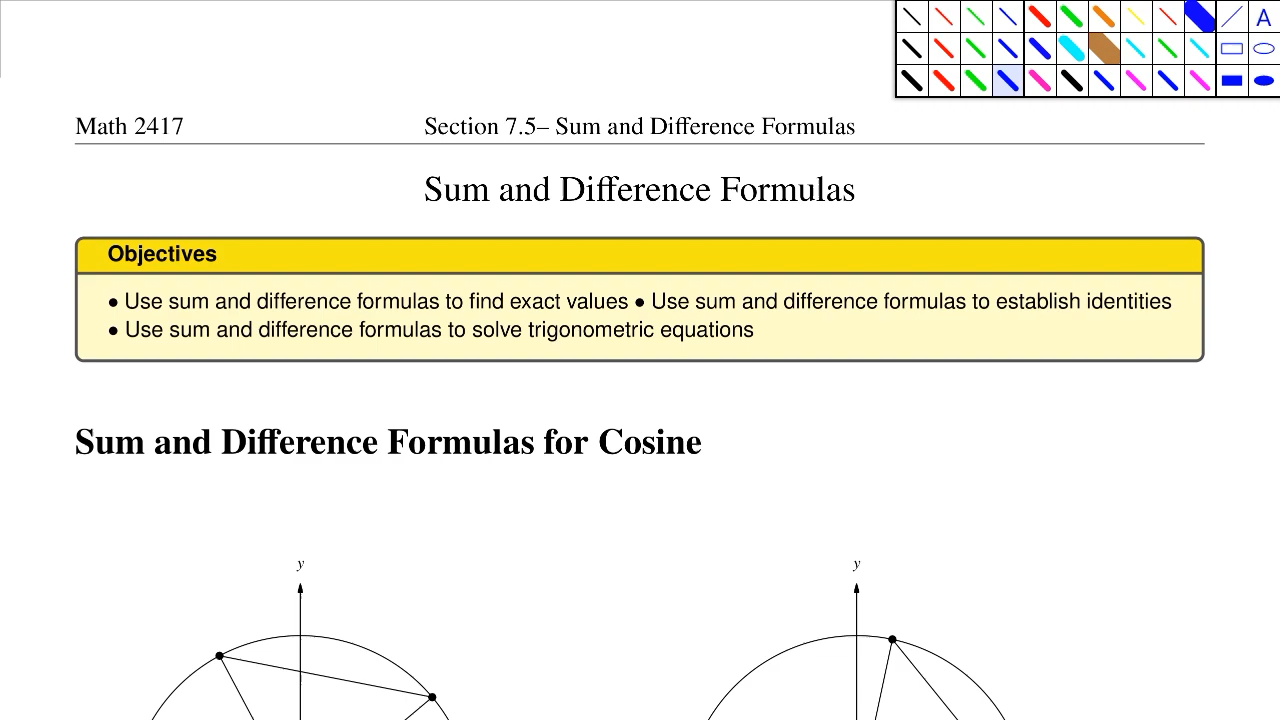 A
Math 2417 Section 7.5– Sum and Difference Formulas
Sum and Difference Formulas
Objectives
• Use sum and difference formulas to find exact values • Use sum and difference formulas to establish identities
• Use sum and difference formulas to solve trigonometric equations
Sum and Difference Formulas for Cosine
y y